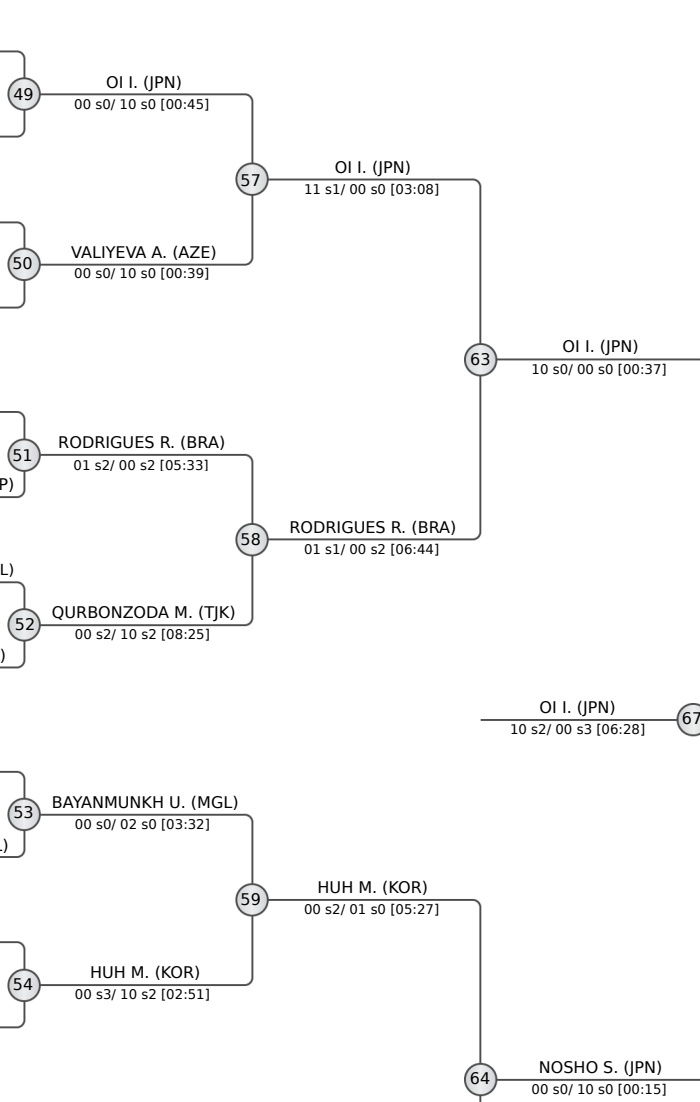 OI I. (JPN)
49
00 s0/ 10 s0 [00:45]
OI I. (JPN)
57
11 s1/ 00 s0 [03:08]
VALIYEVA A. (AZE)
50
00 s0/ 10 s0 [00:39]
OI I. (JPN)
63
10 s0/ 00 s0 [00:37]
RODRIGUES R. (BRA)
51
01 s2/ 00 s2 [05:33]
P)
RODRIGUES R. (BRA)
58
01 s1/ 00 s2 [06:44]
L)
QURBONZODA M. (TJK)
52
00 s2/ 10 s2 [08:25]
)
OI I. (JPN)
67
10 s2/ 00 s3 [06:28]
BAYANMUNKH U. (MGL)
53
00 s0/ 02 s0 [03:32]
.)
HUH M. (KOR)
59
00 s2/ 01 s0 [05:27]
HUH M. (KOR)
54
00 s3/ 10 s2 [02:51]
NOSHO S. (JPN)
64
00 s0/ 10 s0 [00:15]